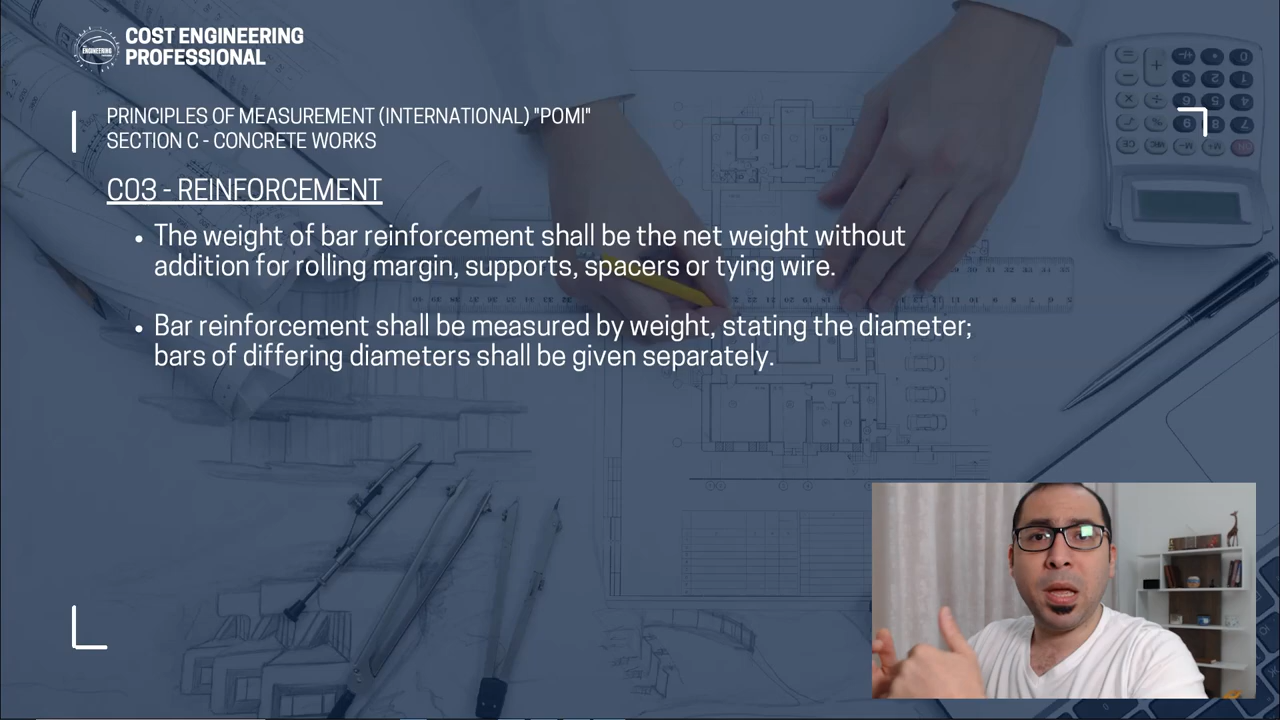 COST ENGINEERING
PROFESSIONAL
ENGINEERING
PRINCIPLES OF MEASUREMENT (INTERNATIONAL) "POMI"
SECTION C - CONCRETE WORKS
C03 - REINFORCEMENT
• The weight of bar reinforcement shall be the net weight without
addition for rolling margin, supports, spacers or tying wire.
• Bar reinforcement shall be measured by weight, stating the diameter;
bars of differing diameters shall be given separately.